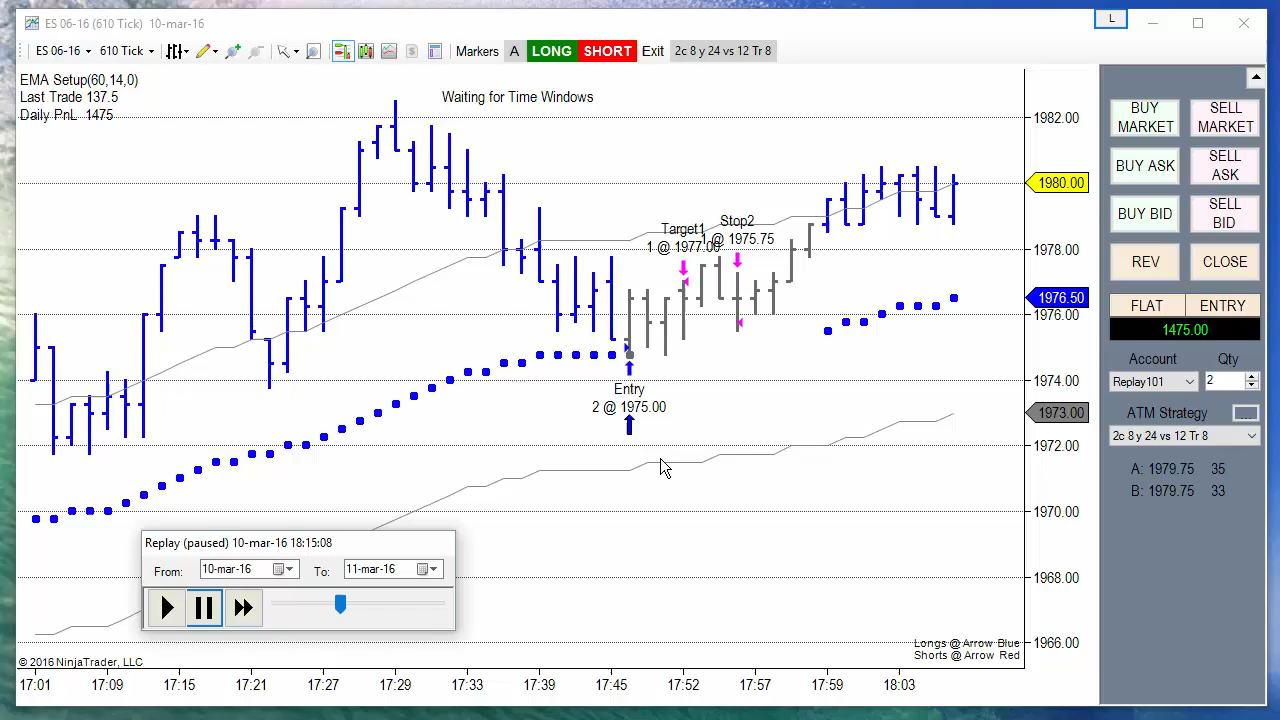 ES 06-16 (610 Tick) 10-mar-16
L
ES 06-16 610 Tick Markers A LONG SHORT Exit 2c 8 y 24 vs 12 Tr 8
EMA Setup(60,14,0)
Last Trade 137.5
Daily PnL 1475
Waiting for Time Windows
Target1
1 @ 1977.00
Stop2
1 @ 1975.75
Entry
2 @ 1975.00
1982.00
1980.00
1978.00
1976.50
1976.00
1974.00
1973.00
1972.00
1970.00
1968.00
1966.00
Replay (paused) 10-mar-16 18:15:08
From: 10-mar-16 To: 11-mar-16
Longs @ Arrow Blue
Shorts @ Arrow Red
© 2016 NinjaTrader, LLC
17:01 17:09 17:15 17:21 17:27 17:29 17:33 17:39 17:45 17:52 17:57 17:59 18:03
BUY MARKET
SELL MARKET
BUY ASK
SELL ASK
BUY BID
SELL BID
REV
CLOSE
FLAT ENTRY
1475.00
Account Qty
Replay101 2
ATM Strategy
2c 8 y 24 vs 12 Tr 8
A: 1979.75 35
B: 1979.75 33